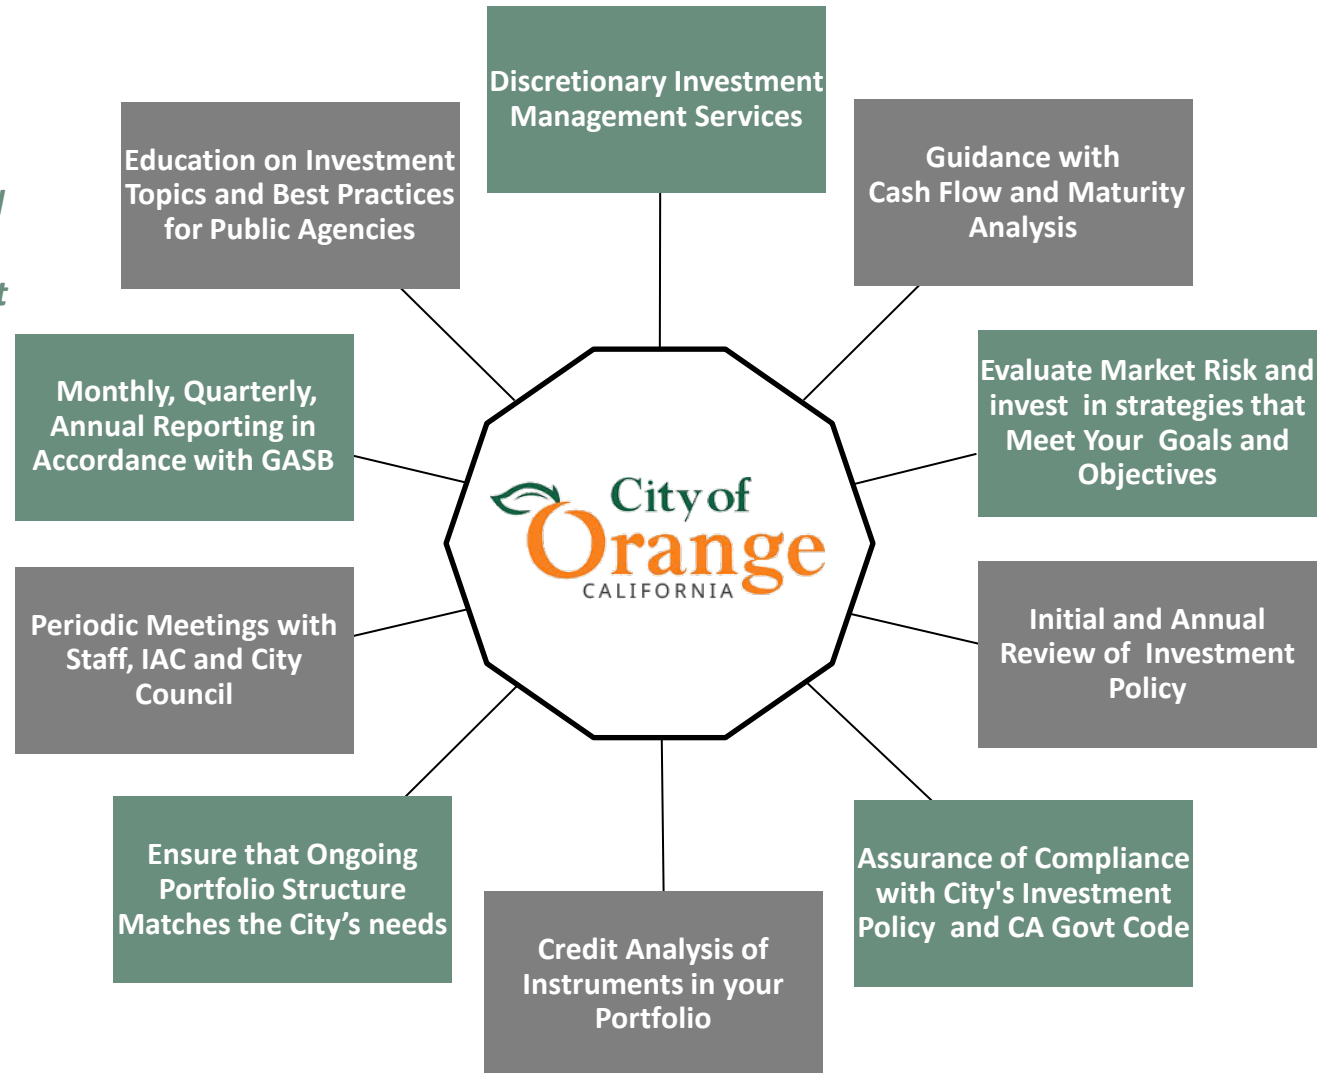 Discretionary Investment
Management Services
Education on Investment
Topics and Best Practices
for Public Agencies
Guidance with
Cash Flow and Maturity
Analysis
Monthly, Quarterly,
Annual Reporting in
Accordance with GASB
Evaluate Market Risk and
invest in strategies that
Meet Your Goals and
Objectives
City of
Orange
CALIFORNIA
Periodic Meetings with
Staff, IAC and City
Council
Initial and Annual
Review of Investment
Policy
Ensure that Ongoing
Portfolio Structure
Matches the City’s needs
Credit Analysis of
Instruments in your
Portfolio
Assurance of Compliance
with City's Investment
Policy and CA Govt Code